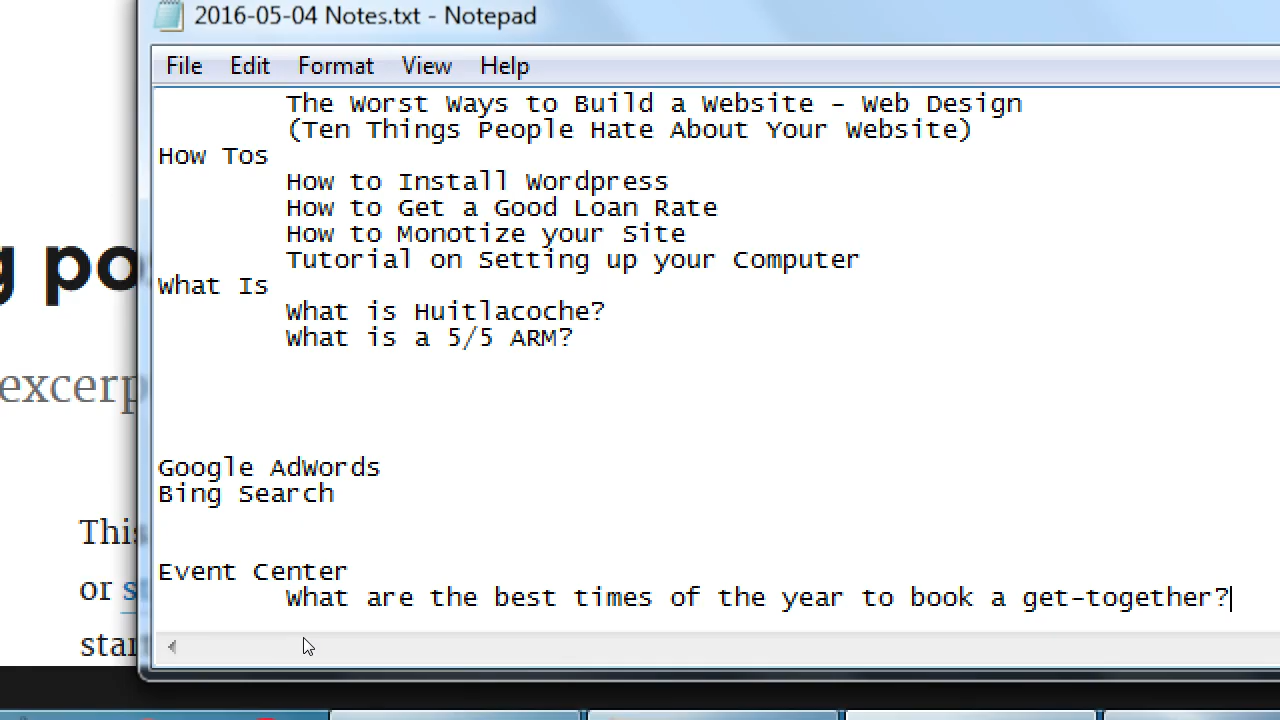 2016-05-04 Notes.txt - Notepad
File Edit Format View Help
The Worst Ways to Build a Website - Web Design
(Ten Things People Hate About Your Website)
How Tos
How to Install Wordpress
How to Get a Good Loan Rate
How to Monotize your Site
Tutorial on Setting up your Computer
What Is
What is Huitlacoche?
What is a 5/5 ARM?
Google AdWords
Bing Search
Event Center
What are the best times of the year to book a get-together?
or